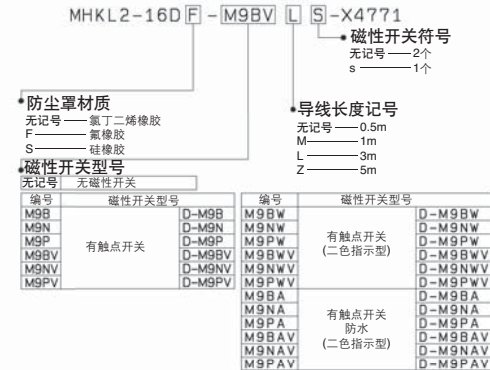 MHKL2-16D F - M9BV L S -X4771
磁性开关符号
无记号 2个
s 1个
防尘罩材质
无记号 氯丁二烯橡胶
F 氟橡胶
S 硅橡胶
导线长度记号
无记号 0.5m
M 1m
L 3m
Z 5m
磁性开关型号
无记号 无磁性开关
编号 磁性开关型号
M9B D-M9B
M9N D-M9N
M9P D-M9P
有触点开关
M9BV D-M9BV
M9NV D-M9NV
M9PV D-M9PV
编号 磁性开关型号
M9BW D-M9BW
M9NW D-M9NW
M9PW D-M9PW
有触点开关
(二色指示型)
M9BWV D-M9BWV
M9NWV D-M9NWV
M9PWV D-M9PWV
M9BA D-M9BA
M9NA D-M9NA
M9PA D-M9PA
有触点开关
防水
(二色指示型)
M9BAV D-M9BAV
M9NAV D-M9NAV
M9PAV D-M9PAV